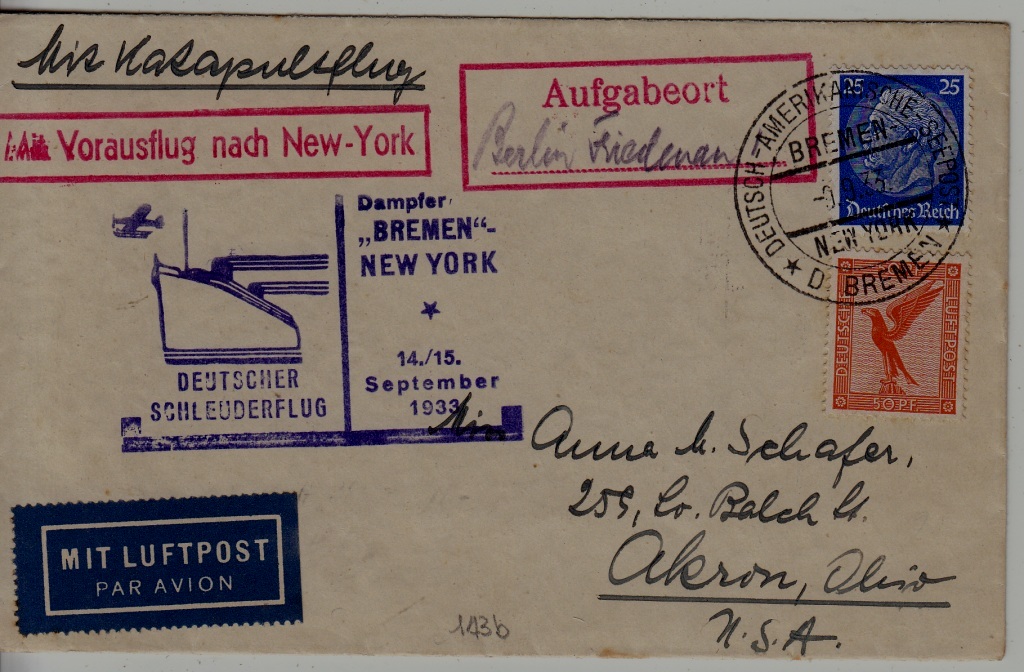 Mit Katapultflug
Mit Vorausflug nach New-York
Aufgabeort
Berlin Friedenau
25 25
Deutsches Reich
DEUTSCH-AMERIKANISCHE-SEEPOST
BREMEN-
NEW YORK
★ D. BREMEN ★
DEUTSCHE LUFTPOST
50 PF.
Dampfer
„BREMEN"-
NEW YORK
14./15.
September
1933
DEUTSCHER
SCHLEUDERFLUG
Anna M. Schafer,
259, So. Balch St.
Akron, Ohio
U.S.A.
MIT LUFTPOST
PAR AVION
143b